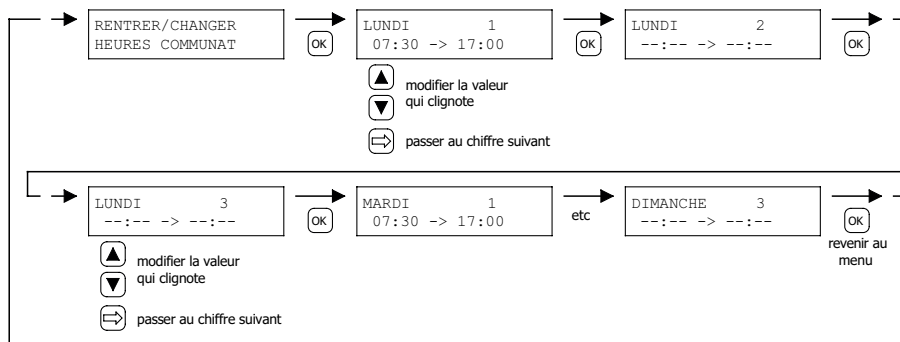 RENTRER/CHANGER
HEURES COMMUNAT
OK
LUNDI 1
07:30 -> 17:00
OK
LUNDI 2
--:-- -> --:--
OK
modifier la valeur
qui clignote
passer au chiffre suivant
LUNDI 3
--:-- -> --:--
OK
MARDI 1
07:30 -> 17:00
etc
DIMANCHE 3
--:-- -> --:--
OK
revenir au
menu
modifier la valeur
qui clignote
passer au chiffre suivant